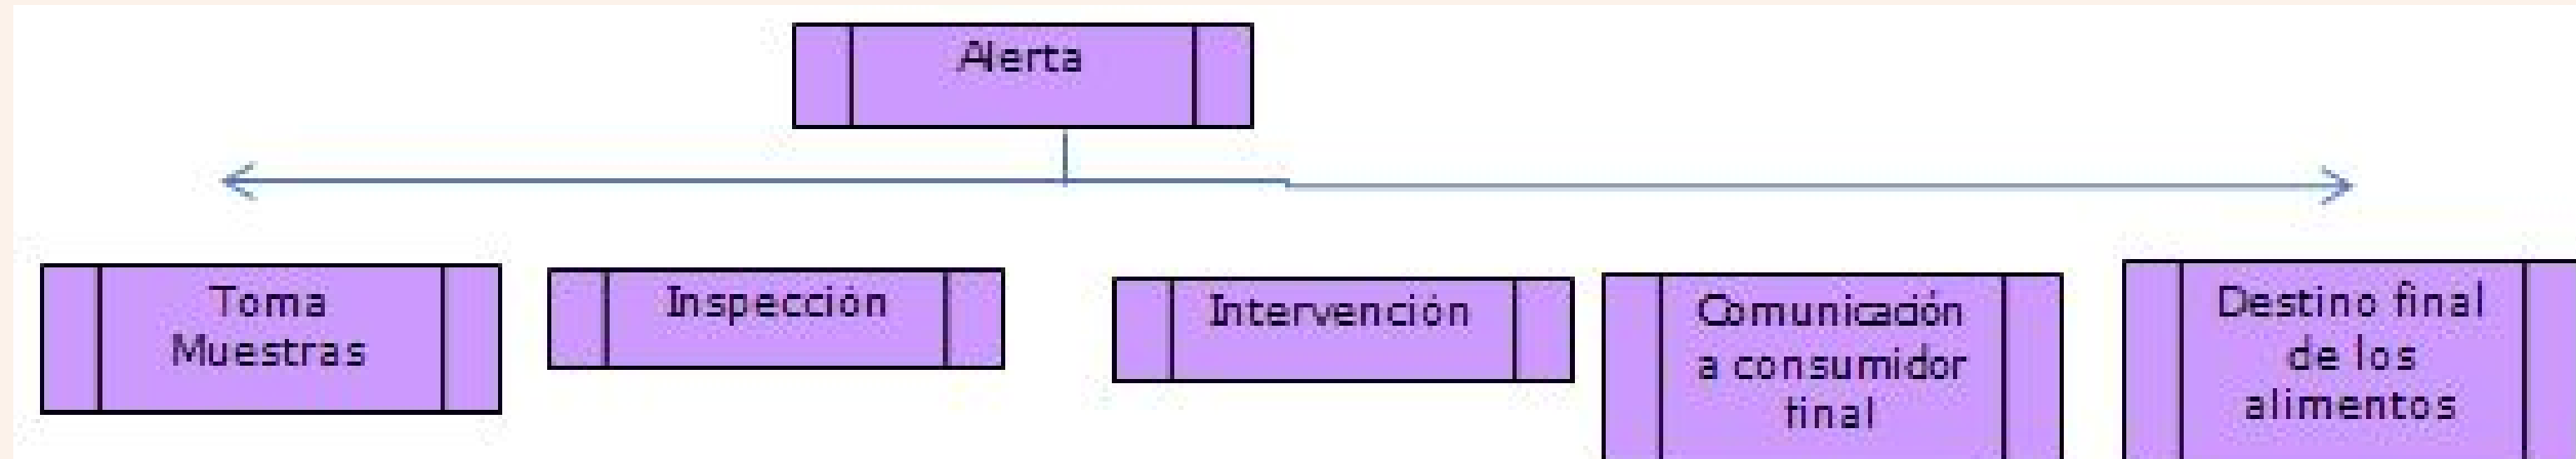 Alerta
Toma
Muestras
Inspección
Intervención
Comunicación
a consumidor
final
Destino final
de los
alimentos